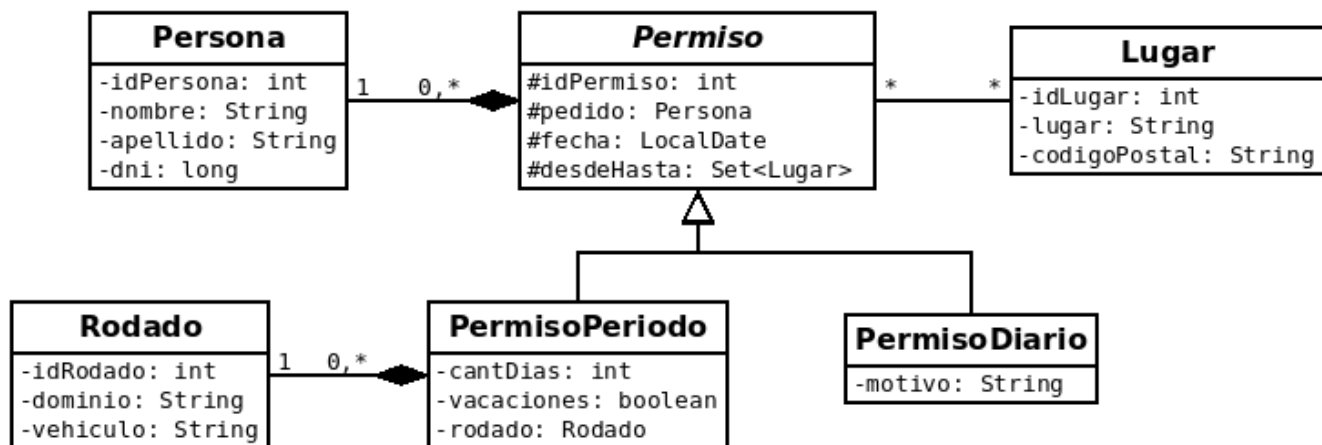 Persona
-idPersona: int
-nombre: String
-apellido: String
-dni: long
1 0,*
Permiso
#idPermiso: int
#pedido: Persona
#fecha: LocalDate
#desdeHasta: Set<Lugar>
* *
Lugar
-idLugar: int
-lugar: String
-codigoPostal: String
Rodado
-idRodado: int
-dominio: String
-vehiculo: String
1 0,*
PermisoPeriodo
-cantDias: int
-vacaciones: boolean
-rodado: Rodado
PermisoDiario
-motivo: String